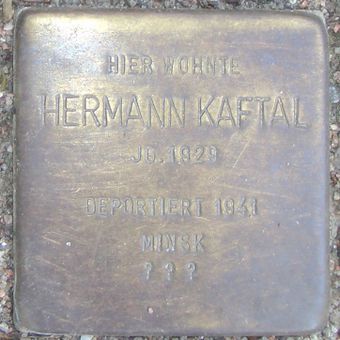 HIER WOHNTE
HERMANN KAFTAL
JG. 1929
DEPORTIERT 1941
MINSK
? ? ?